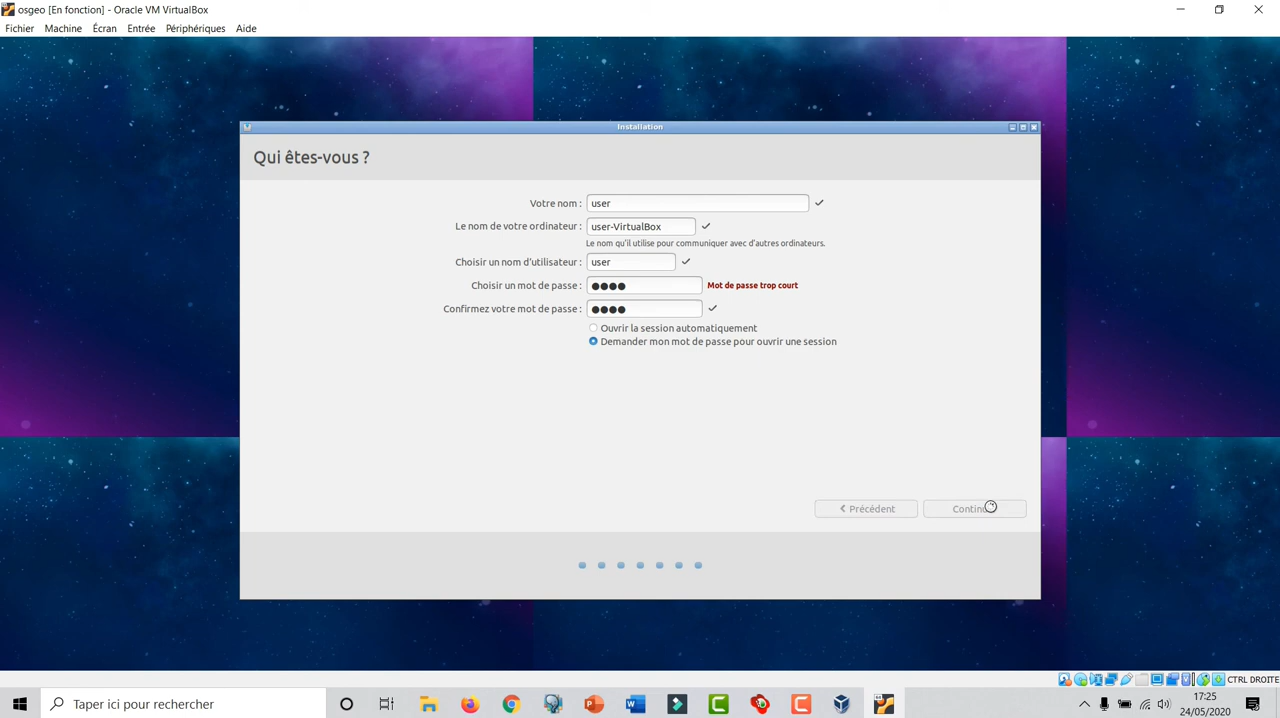 osgeo [En fonction] - Oracle VM VirtualBox
Fichier Machine Écran Entrée Périphériques Aide
Installation
Qui êtes-vous ?
Votre nom : user
Le nom de votre ordinateur : user-VirtualBox
Le nom qu'il utilise pour communiquer avec d'autres ordinateurs.
Choisir un nom d'utilisateur : user
Choisir un mot de passe : ●●●● Mot de passe trop court
Confirmez votre mot de passe : ●●●●
Ouvrir la session automatiquement
Demander mon mot de passe pour ouvrir une session
Précédent
CTRL DROITE
Taper ici pour rechercher
17:25
24/05/2020